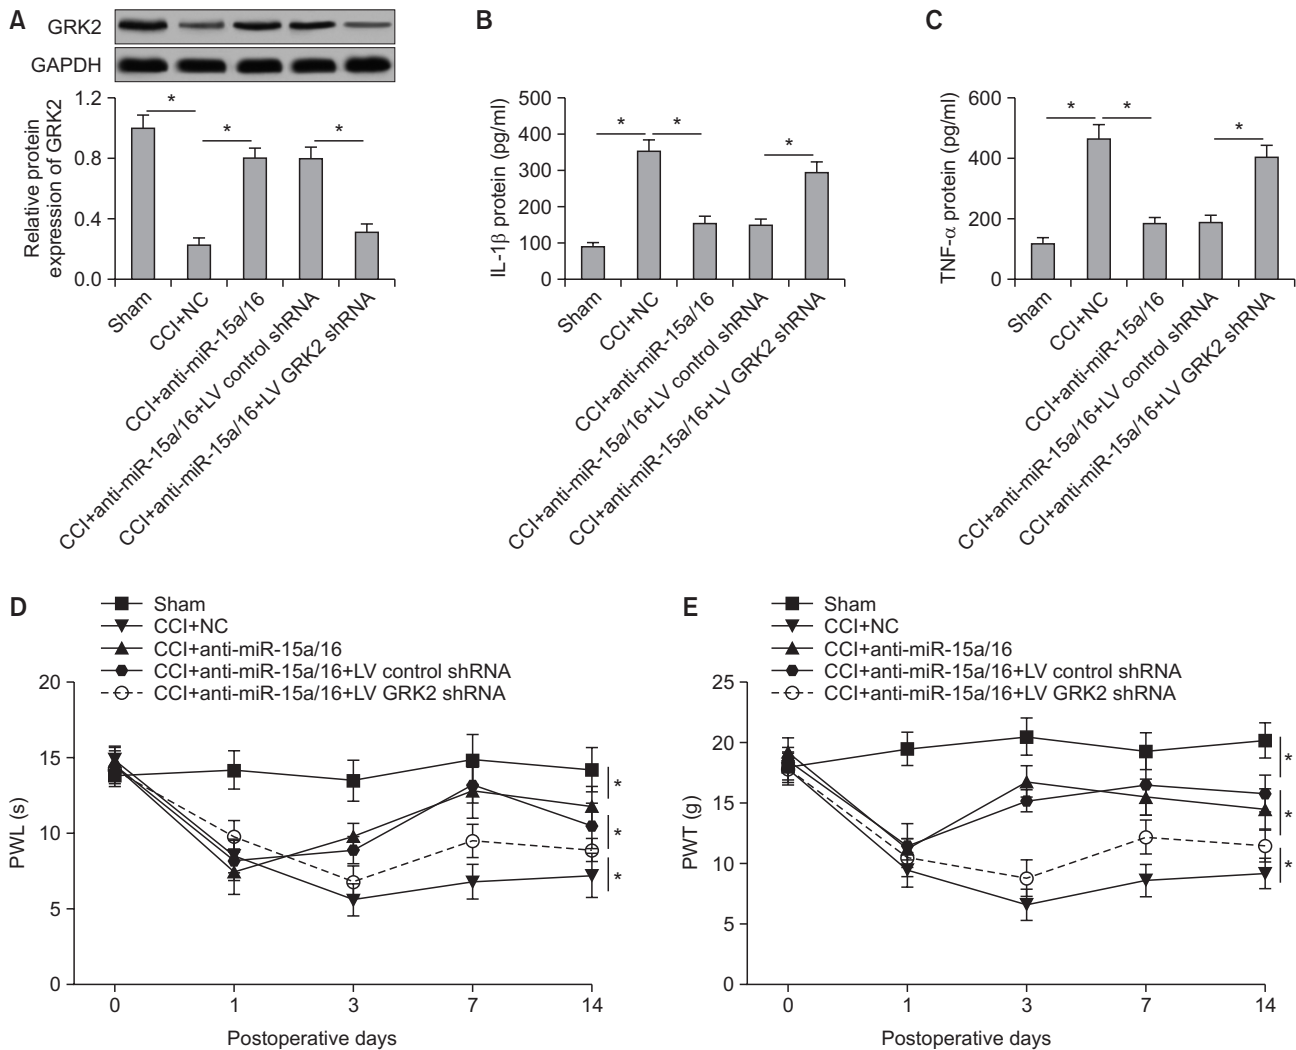 A
GRK2
GAPDH
Relative protein
expression of GRK2
1.2
0.8
0.4
0.0
*
*
*
Sham
CCI+NC
CCI+anti-miR-15a/16
CCI+anti-miR-15a/16+LV control shRNA
CCI+anti-miR-15a/16+LV GRK2 shRNA
B
IL-1β protein (pg/ml)
500
400
300
200
100
0
*
*
*
Sham
CCI+NC
CCI+anti-miR-15a/16
CCI+anti-miR-15a/16+LV control shRNA
CCI+anti-miR-15a/16+LV GRK2 shRNA
C
TNF-α protein (pg/ml)
600
400
200
0
*
*
*
Sham
CCI+NC
CCI+anti-miR-15a/16
CCI+anti-miR-15a/16+LV control shRNA
CCI+anti-miR-15a/16+LV GRK2 shRNA
D
Sham
CCI+NC
CCI+anti-miR-15a/16
CCI+anti-miR-15a/16+LV control shRNA
CCI+anti-miR-15a/16+LV GRK2 shRNA
PWL (s)
20
15
10
5
0
*
*
*
0 1 3 7 14
Postoperative days
E
Sham
CCI+NC
CCI+anti-miR-15a/16
CCI+anti-miR-15a/16+LV control shRNA
CCI+anti-miR-15a/16+LV GRK2 shRNA
PWT (g)
25
20
15
10
5
0
*
*
*
0 1 3 7 14
Postoperative days